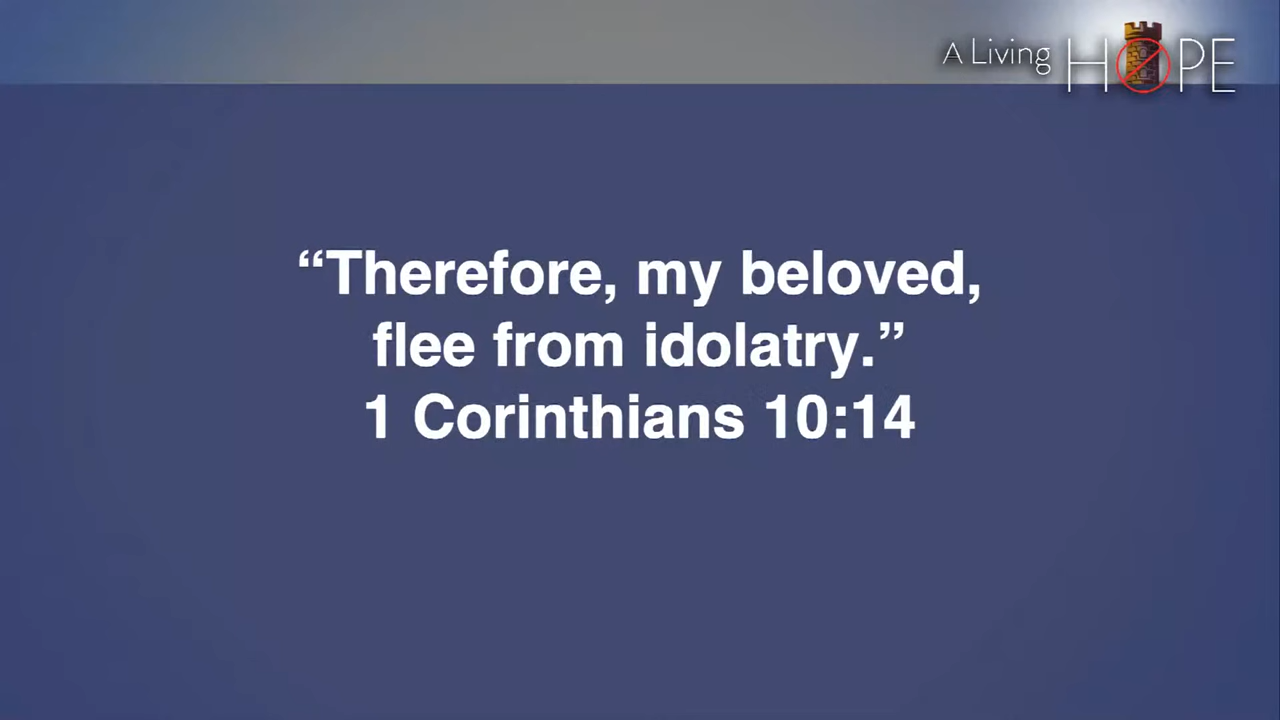 A Living HOPE
“Therefore, my beloved,
flee from idolatry.”
1 Corinthians 10:14